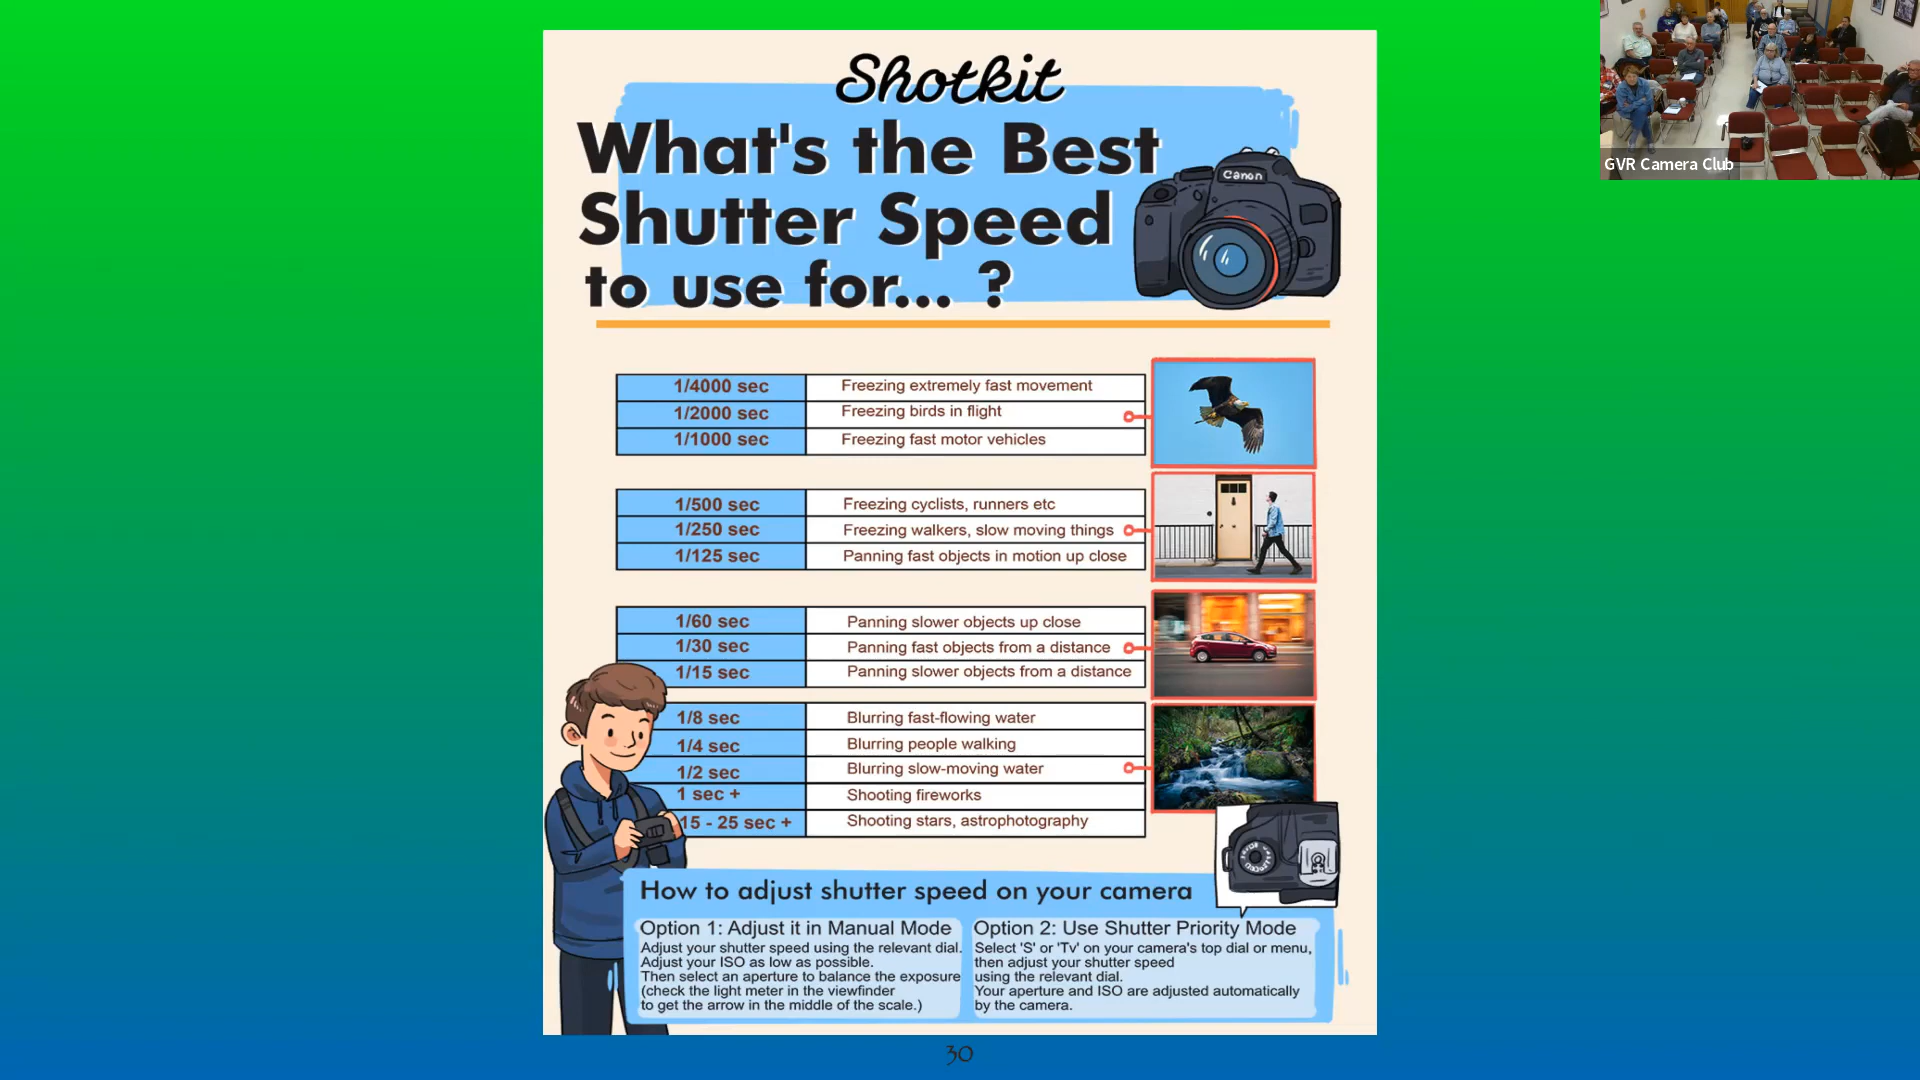 Shotkit
What's the Best
Shutter Speed
to use for... ?
Canon
GVR Camera Club
1/4000 sec Freezing extremely fast movement
1/2000 sec Freezing birds in flight
1/1000 sec Freezing fast motor vehicles
1/500 sec Freezing cyclists, runners etc
1/250 sec Freezing walkers, slow moving things
1/125 sec Panning fast objects in motion up close
1/60 sec Panning slower objects up close
1/30 sec Panning fast objects from a distance
1/15 sec Panning slower objects from a distance
1/8 sec Blurring fast-flowing water
1/4 sec Blurring people walking
1/2 sec Blurring slow-moving water
1 sec + Shooting fireworks
15 - 25 sec + Shooting stars, astrophotography
How to adjust shutter speed on your camera
Option 1: Adjust it in Manual Mode
Adjust your shutter speed using the relevant dial.
Adjust your ISO as low as possible.
Then select an aperture to balance the exposure
(check the light meter in the viewfinder
to get the arrow in the middle of the scale.)
Option 2: Use Shutter Priority Mode
Select 'S' or 'Tv' on your camera's top dial or menu,
then adjust your shutter speed
using the relevant dial.
Your aperture and ISO are adjusted automatically
by the camera.
30